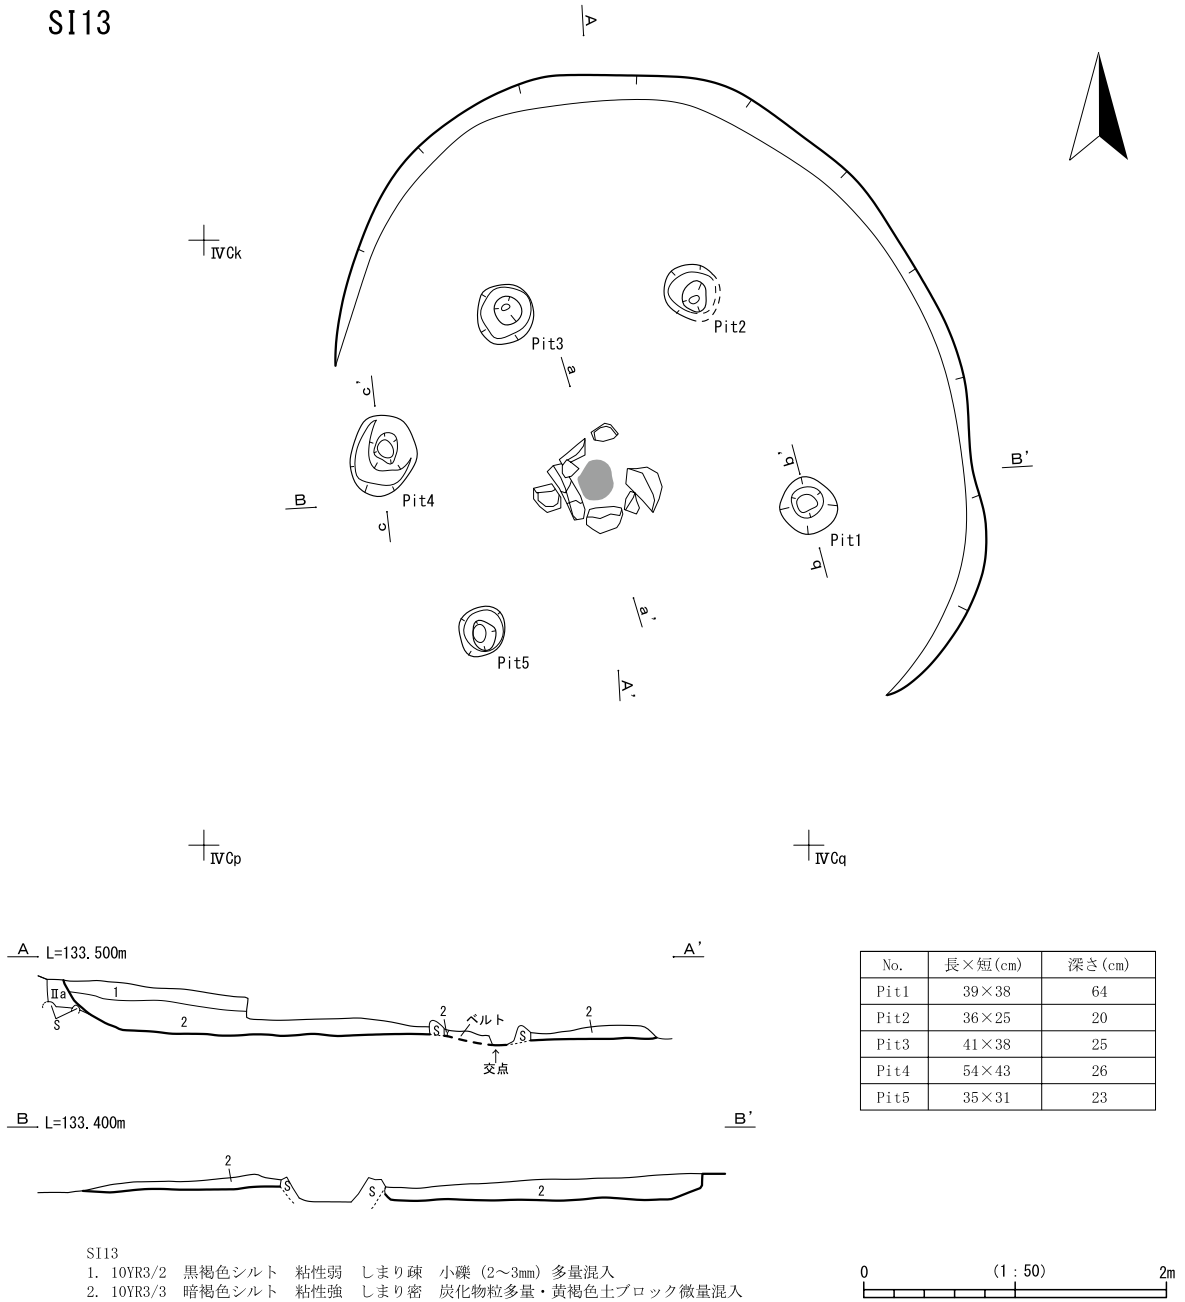 SI13
A
ⅣCk
Pit3
Pit2
a
c'
B'
b'
B
Pit4
c
Pit1
b
a'
Pit5
A'
ⅣCp
ⅣCq
A L=133.500m A'
Ⅱa
1
2
S
S
2
ベルト
S
2
交点
No. 長×短(cm) 深さ(cm)
Pit1 39×38 64
Pit2 36×25 20
Pit3 41×38 25
Pit4 54×43 26
Pit5 35×31 23
B L=133.400m B'
2
S
S
2
SI13
1. 10YR3/2 黒褐色シルト 粘性弱 しまり疎 小礫（2～3mm）多量混入
2. 10YR3/3 暗褐色シルト 粘性強 しまり密 炭化物粒多量・黄褐色土ブロック微量混入
0 (1：50) 2m